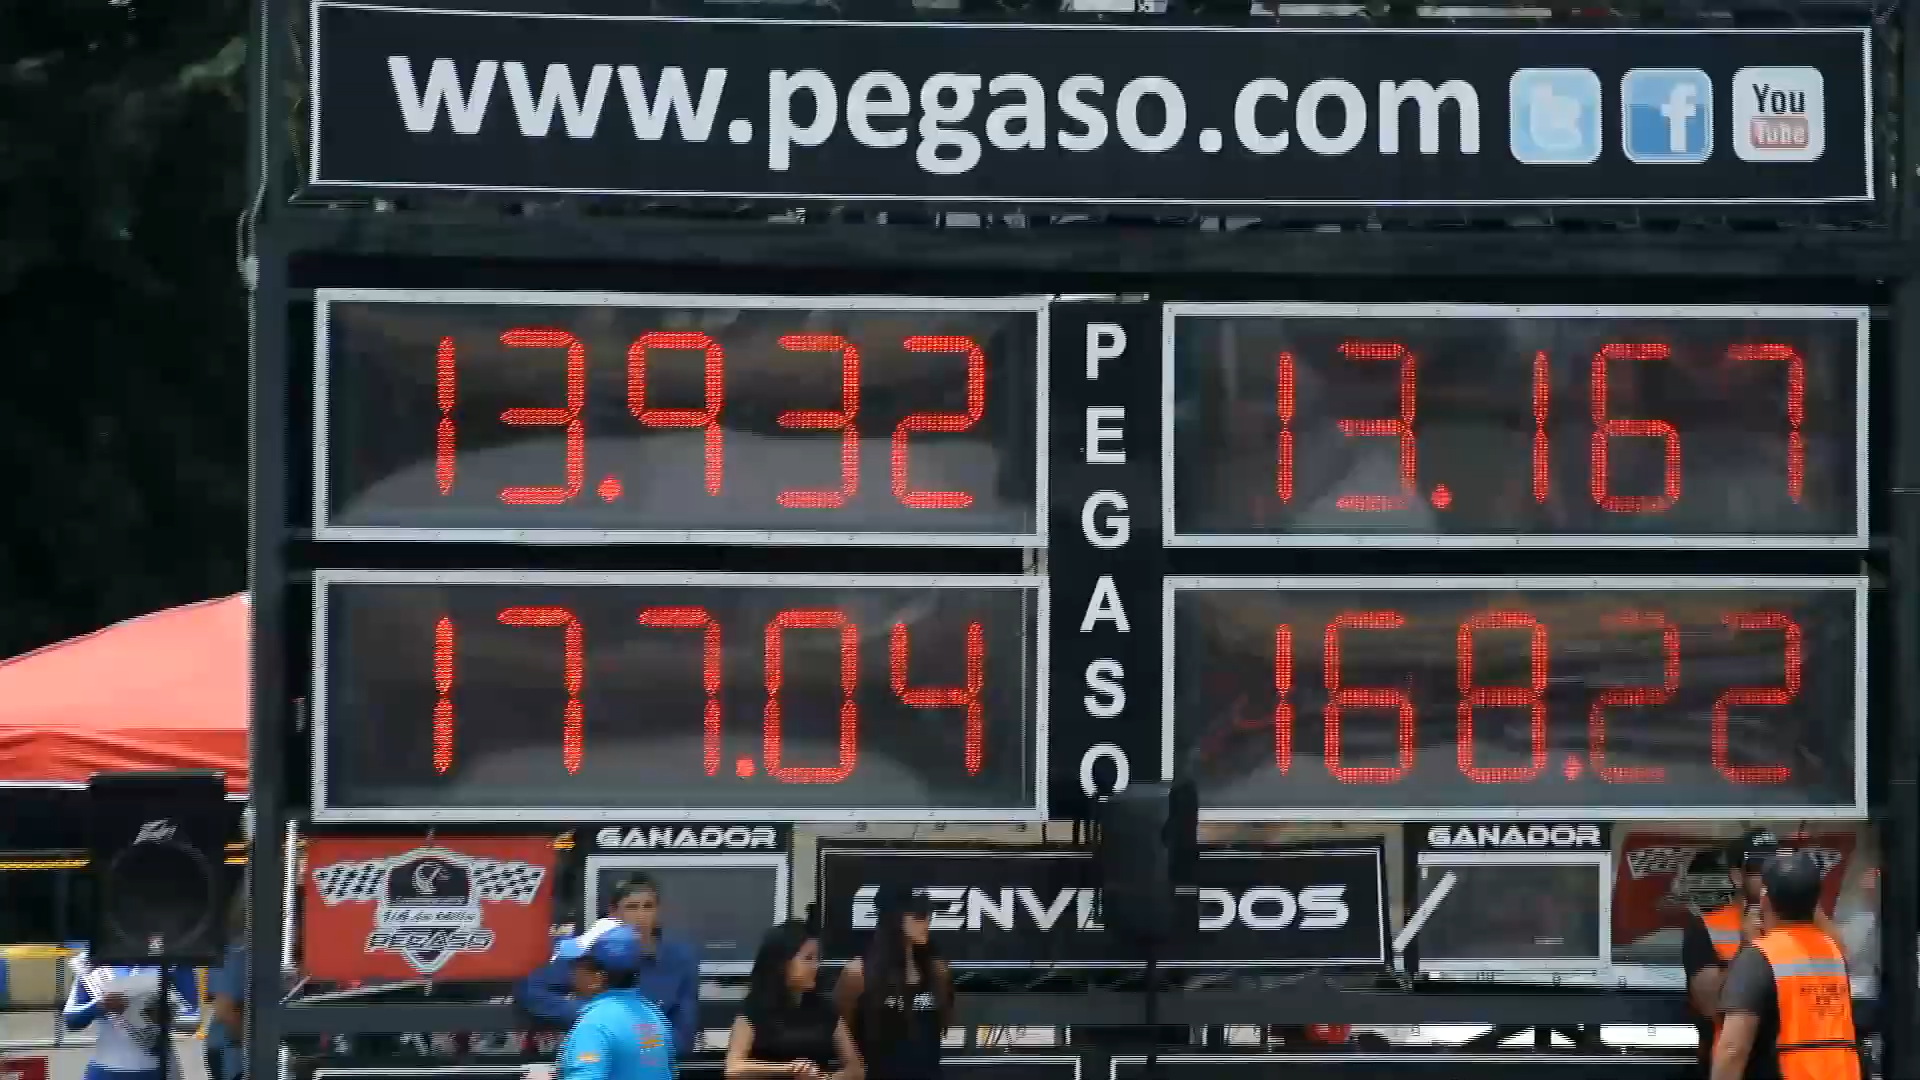 www.pegaso.com
You
Tube
13.932
PEGASO
13.167
177.04
168.22
GANADOR
GANADOR
PEGASO